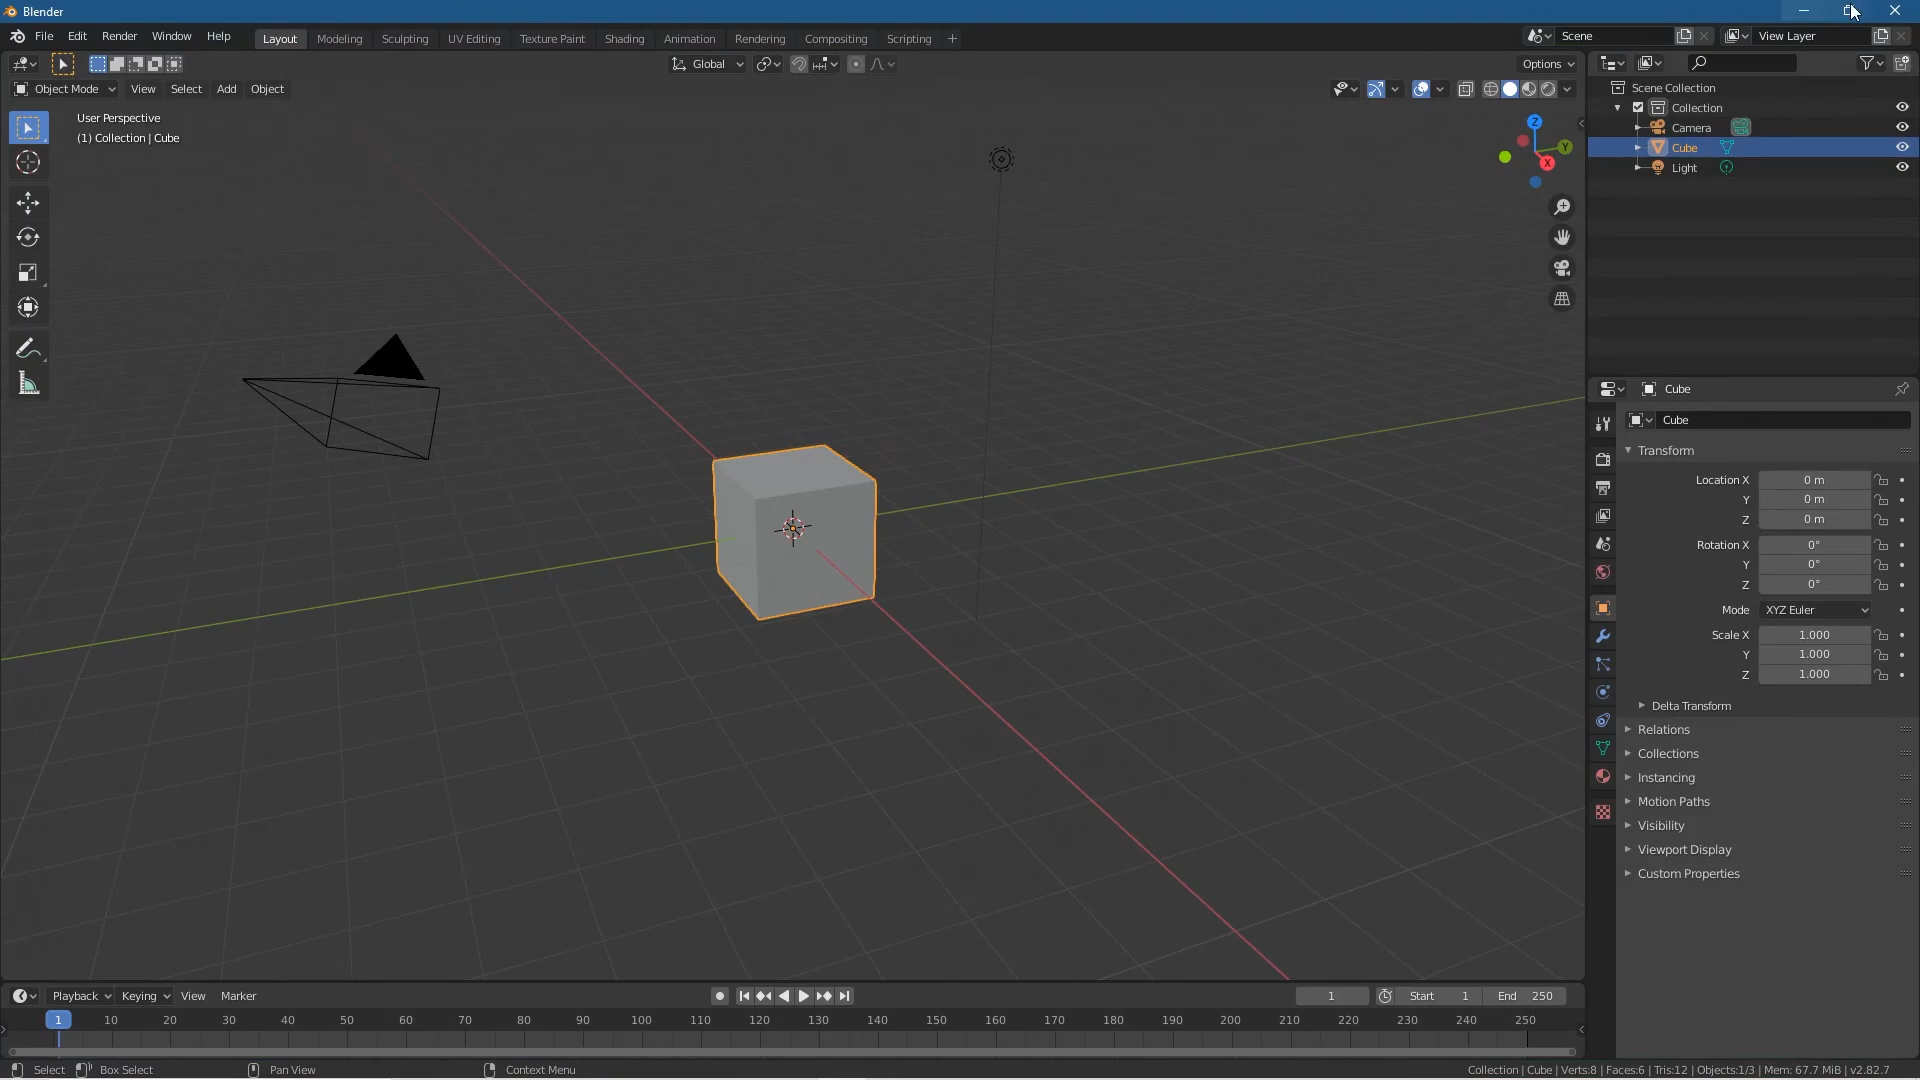 Blender
File Edit Render Window Help
Layout Modeling Sculpting UV Editing Texture Paint Shading Animation Rendering Compositing Scripting +
Scene View Layer
Global Options
Object Mode View Select Add Object
User Perspective
(1) Collection | Cube
Z
Y
X
Scene Collection
Collection
Camera
Cube
Light
Cube
Cube
Transform
Location X 0 m
Y 0 m
Z 0 m
Rotation X 0°
Y 0°
Z 0°
Mode XYZ Euler
Scale X 1.000
Y 1.000
Z 1.000
Delta Transform
Relations
Collections
Instancing
Motion Paths
Visibility
Viewport Display
Custom Properties
Playback Keying View Marker 1 Start 1 End 250
1 10 20 30 40 50 60 70 80 90 100 110 120 130 140 150 160 170 180 190 200 210 220 230 240 250
Select Box Select Pan View Context Menu Collection | Cube | Verts:8 | Faces:6 | Tris:12 | Objects:1/3 | Mem: 67.7 MiB | v2.82.7